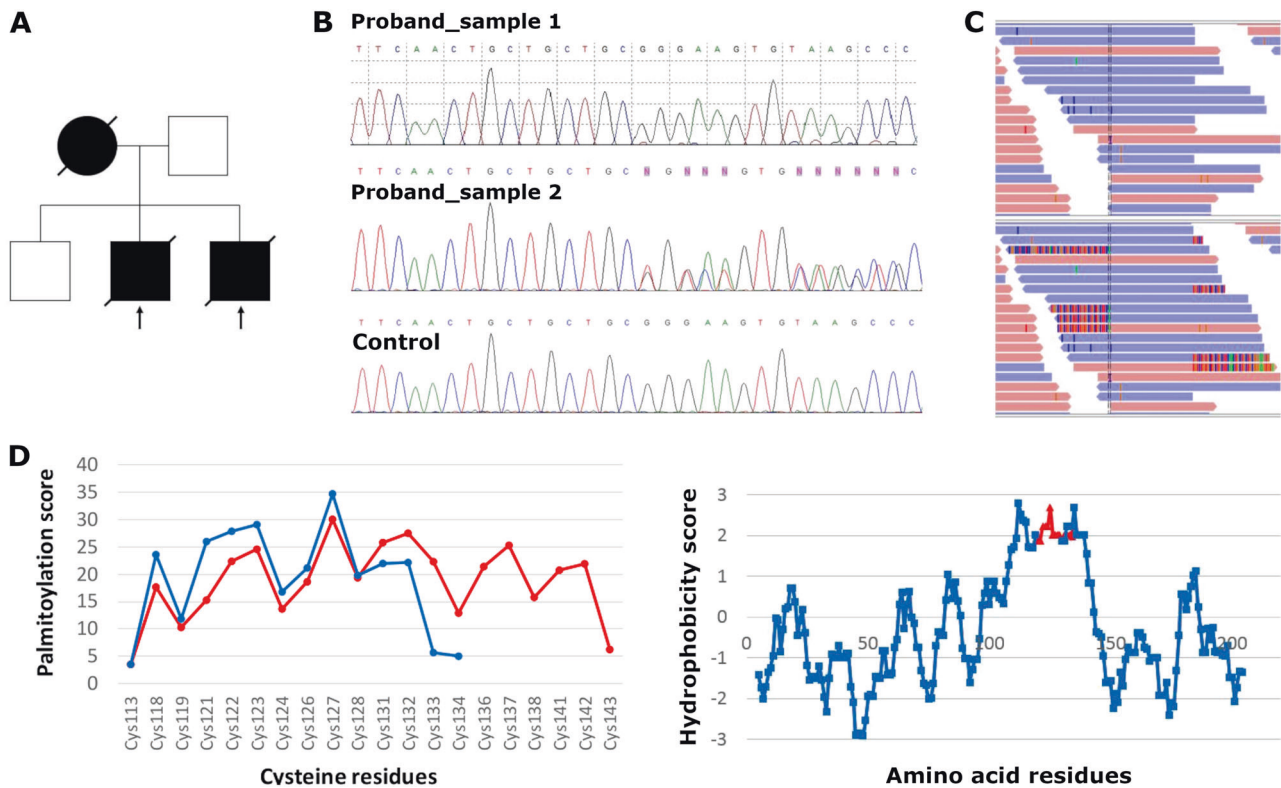 A
B
Proband_sample 1
T T C A A C T G C T G C T G C G G G A A G T G T A A G C C C
T T C A A C T G C T G C T G C N G N N N G T G N N N N N N C
Proband_sample 2
T T C A A C T G C T G C T G C G G G A A G T G T A A G C C C
Control
C
D
Palmitoylation score
40
35
30
25
20
15
10
5
0
Cys113
Cys118
Cys119
Cys121
Cys122
Cys123
Cys124
Cys126
Cys127
Cys128
Cys131
Cys132
Cys133
Cys134
Cys136
Cys137
Cys138
Cys141
Cys142
Cys143
Cysteine residues
Hydrophobicity score
3
2
1
0
-1
-2
-3
0
50
100
150
200
Amino acid residues